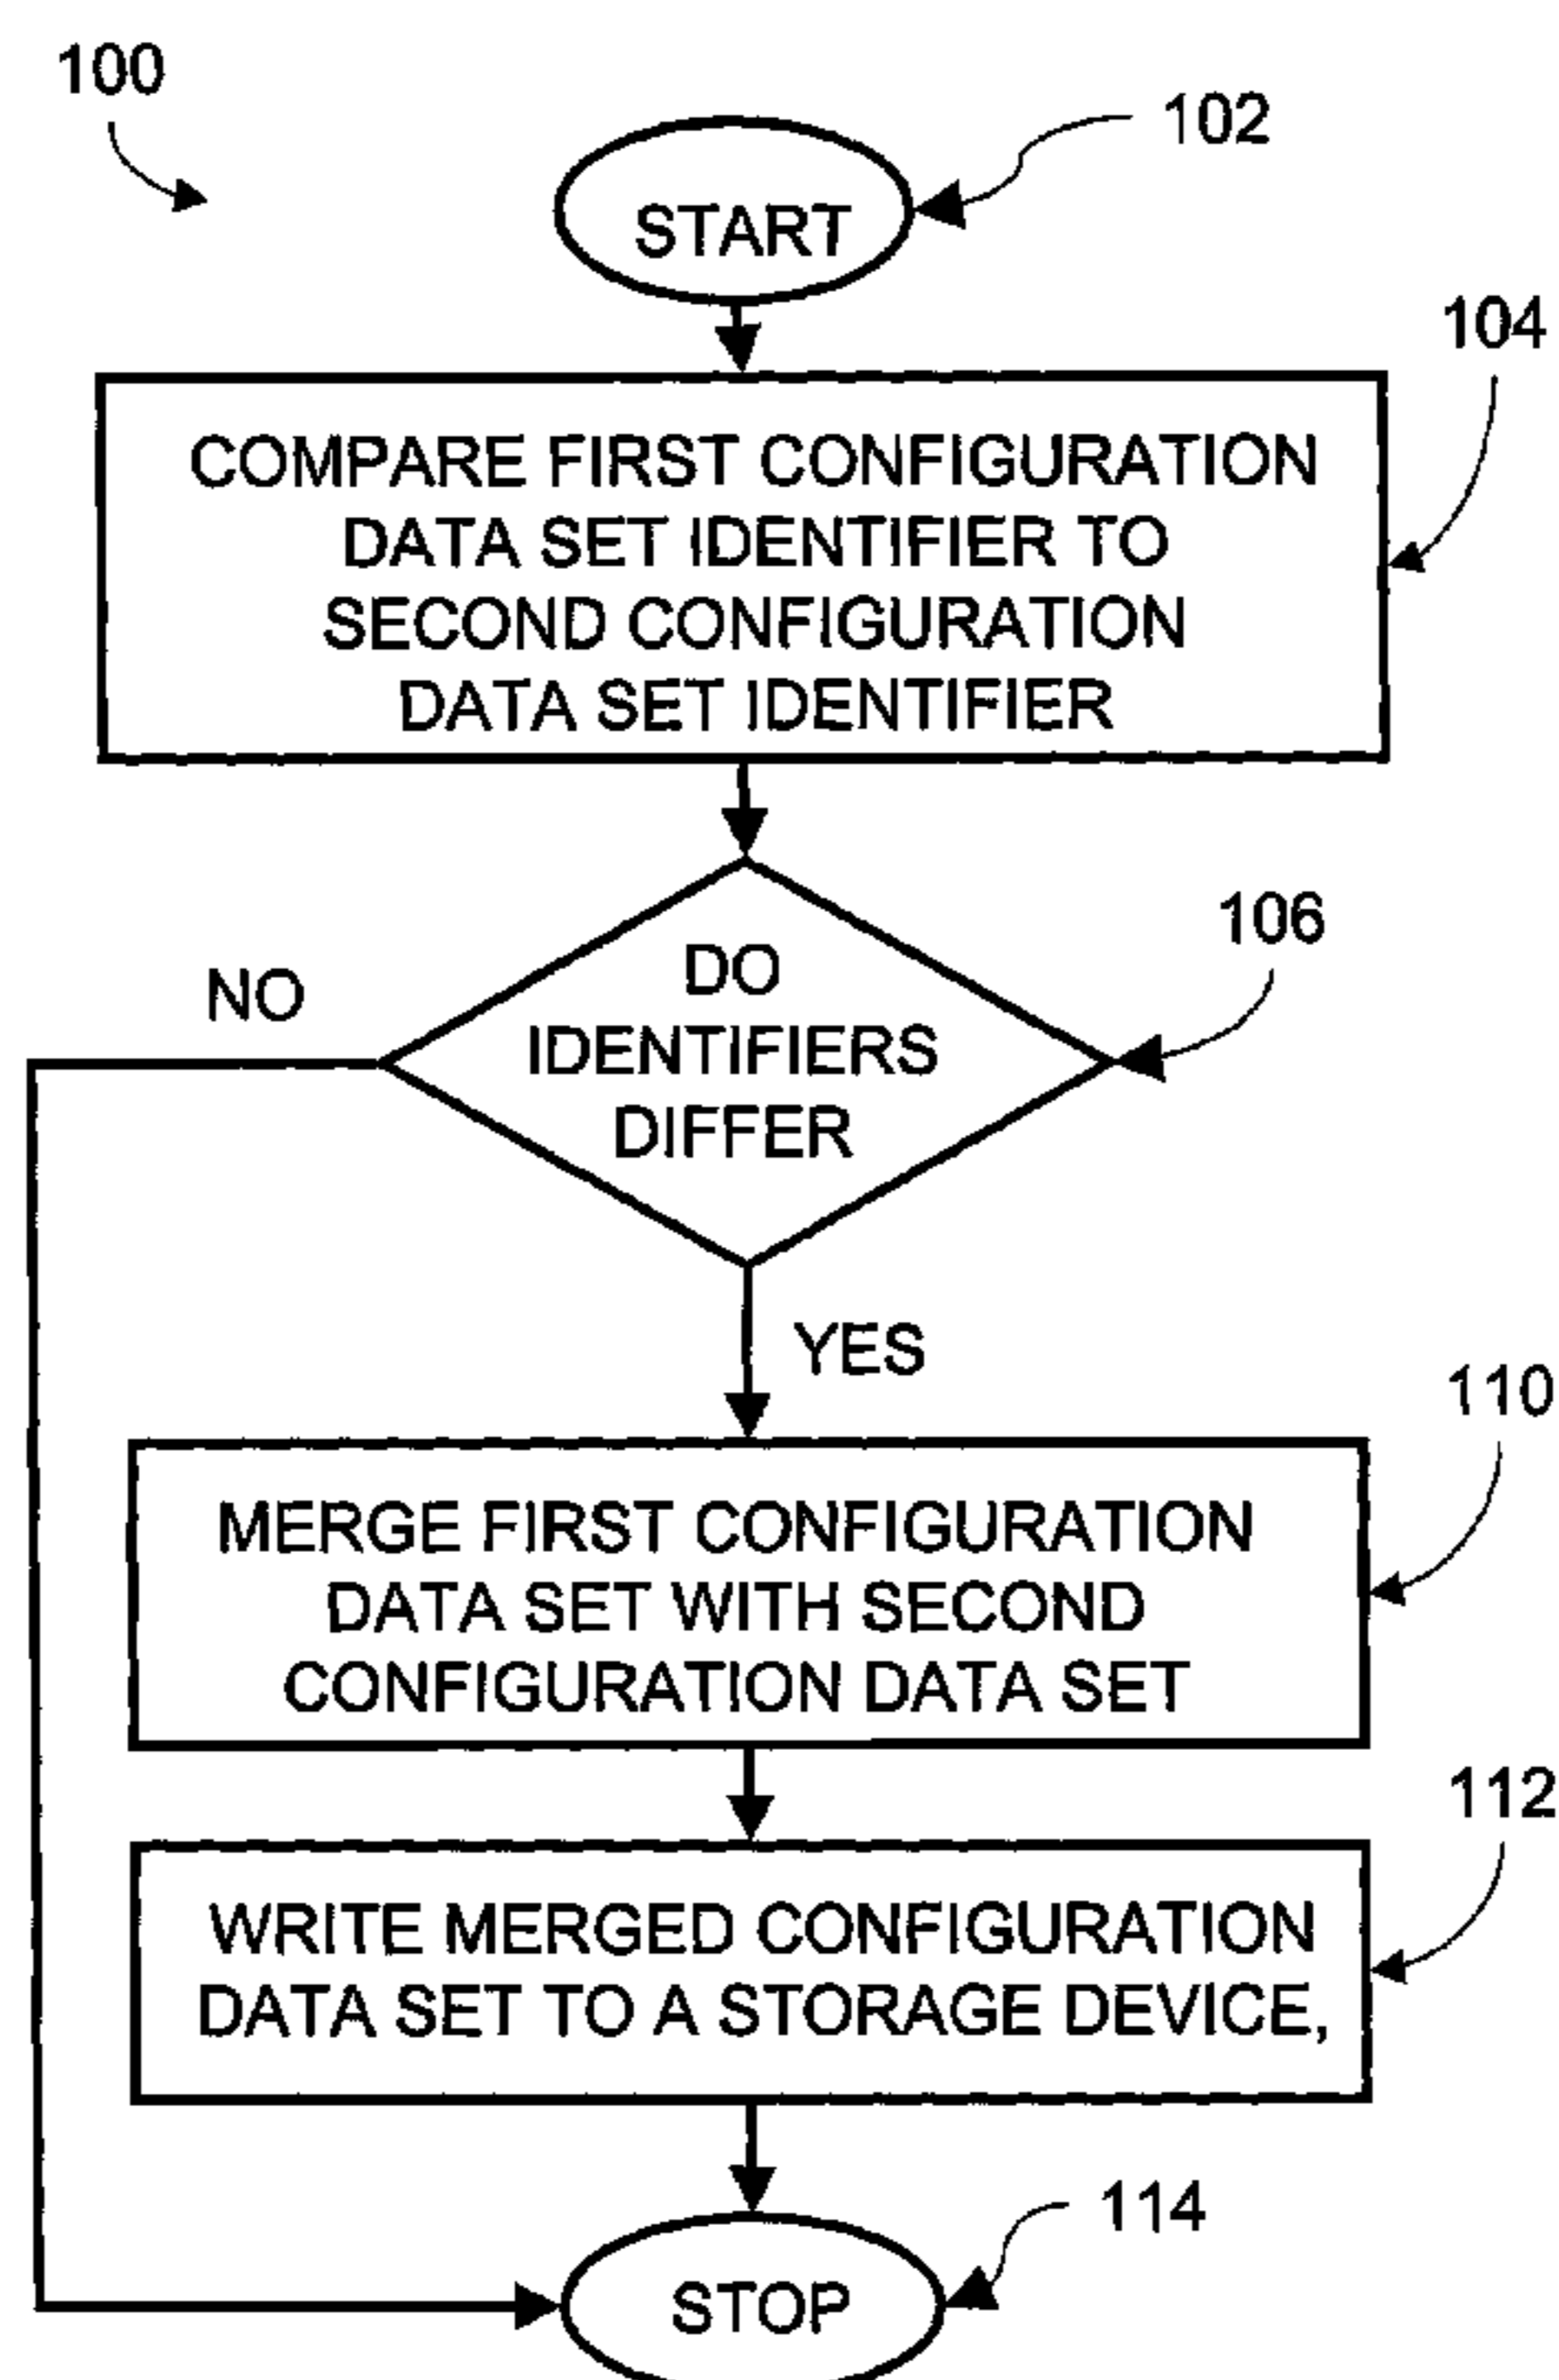 100
102
START
104
COMPARE FIRST CONFIGURATION
DATA SET IDENTIFIER TO
SECOND CONFIGURATION
DATA SET IDENTIFIER
106
NO
DO
IDENTIFIERS
DIFFER
YES
110
MERGE FIRST CONFIGURATION
DATA SET WITH SECOND
CONFIGURATION DATA SET
112
WRITE MERGED CONFIGURATION
DATA SET TO A STORAGE DEVICE,
114
STOP